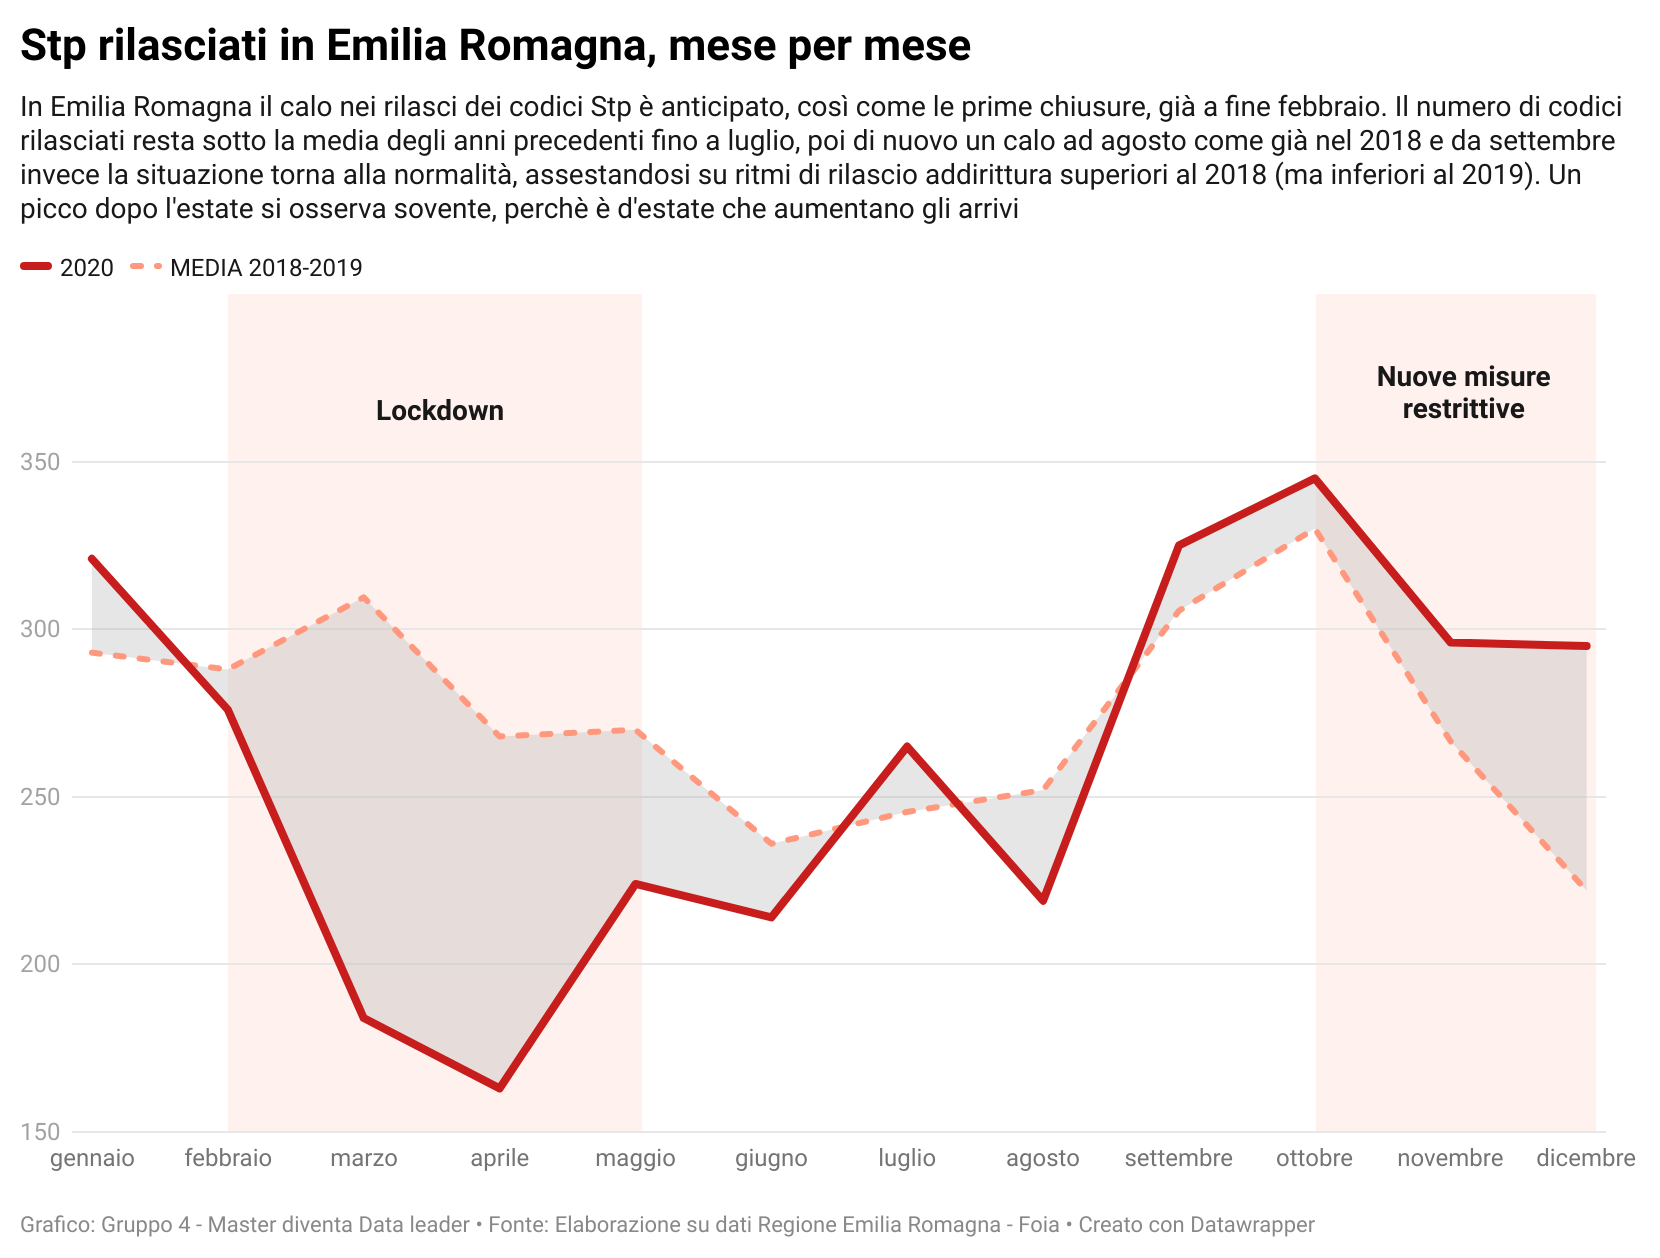 Stp rilasciati in Emilia Romagna, mese per mese
In Emilia Romagna il calo nei rilasci dei codici Stp è anticipato, così come le prime chiusure, già a fine febbraio. Il numero di codici
rilasciati resta sotto la media degli anni precedenti fino a luglio, poi di nuovo un calo ad agosto come già nel 2018 e da settembre
invece la situazione torna alla normalità, assestandosi su ritmi di rilascio addirittura superiori al 2018 (ma inferiori al 2019). Un
picco dopo l'estate si osserva sovente, perchè è d'estate che aumentano gli arrivi
2020 MEDIA 2018-2019
Nuove misure
restrittive
Lockdown
350
300
250
200
150
gennaio febbraio marzo aprile maggio giugno luglio agosto settembre ottobre novembre dicembre
Grafico: Gruppo 4 - Master diventa Data leader • Fonte: Elaborazione su dati Regione Emilia Romagna - Foia • Creato con Datawrapper